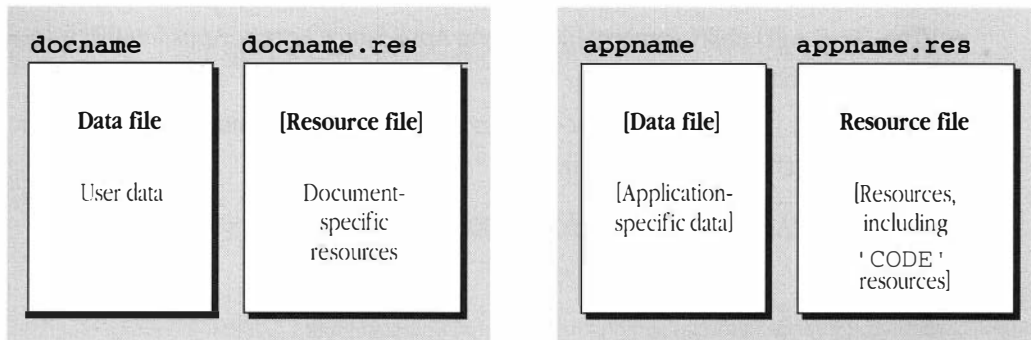 docname
docname.res
appname
appname.res
Data file
[Resource file]
[Data file]
Resource file
User data
Document-
specific
resources
[Application-
specific data]
[Resources,
including
'CODE'
resources]